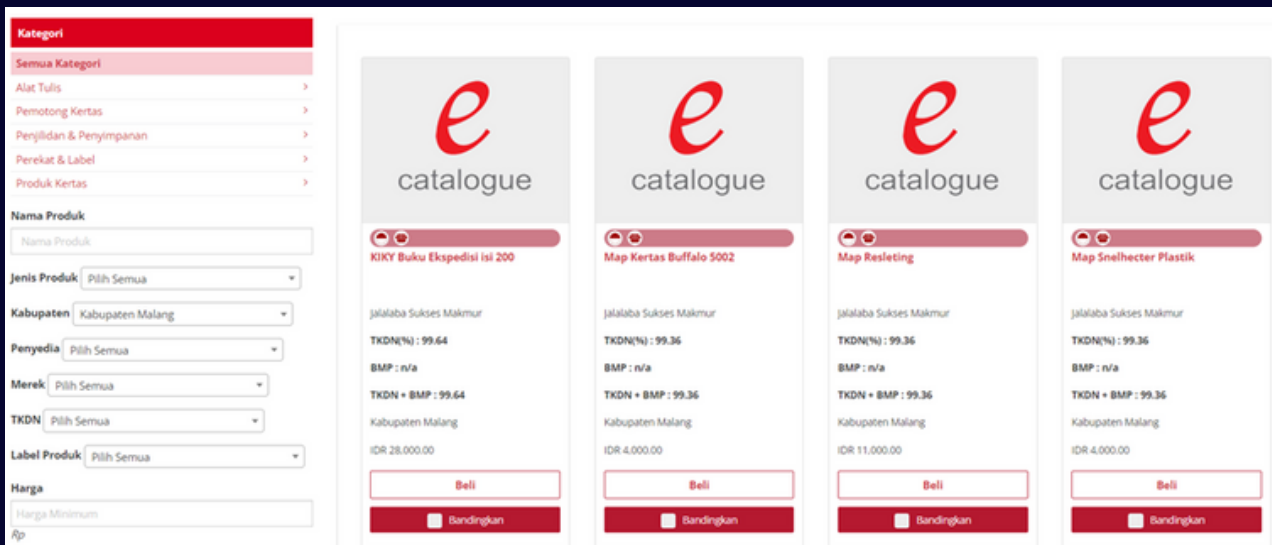 Kategori
Semua Kategori
Alat Tulis
Pemotong Kertas
Penjilidan & Penyimpanan
Perekat & Label
Produk Kertas
Nama Produk
Nama Produk
Jenis Produk Pilih Semua
Kabupaten Kabupaten Malang
Penyedia Pilih Semua
Merek Pilih Semua
TKDN Pilih Semua
Label Produk Pilih Semua
Harga
Harga Minimum
Rp
e
catalogue
KIKY Buku Ekspedisi isi 200
Jalalaba Sukses Makmur
TKDN(%) : 99.64
BMP : n/a
TKDN + BMP : 99.64
Kabupaten Malang
IDR 28.000.00
Beli
Bandingkan
e
catalogue
Map Kertas Buffalo 5002
Jalalaba Sukses Makmur
TKDN(%) : 99.36
BMP : n/a
TKDN + BMP : 99.36
Kabupaten Malang
IDR 4.000.00
Beli
Bandingkan
e
catalogue
Map Resleting
Jalalaba Sukses Makmur
TKDN(%) : 99.36
BMP : n/a
TKDN + BMP : 99.36
Kabupaten Malang
IDR 11.000.00
Beli
Bandingkan
e
catalogue
Map Snelhecter Plastik
Jalalaba Sukses Makmur
TKDN(%) : 99.36
BMP : n/a
TKDN + BMP : 99.36
Kabupaten Malang
IDR 4.000.00
Beli
Bandingkan